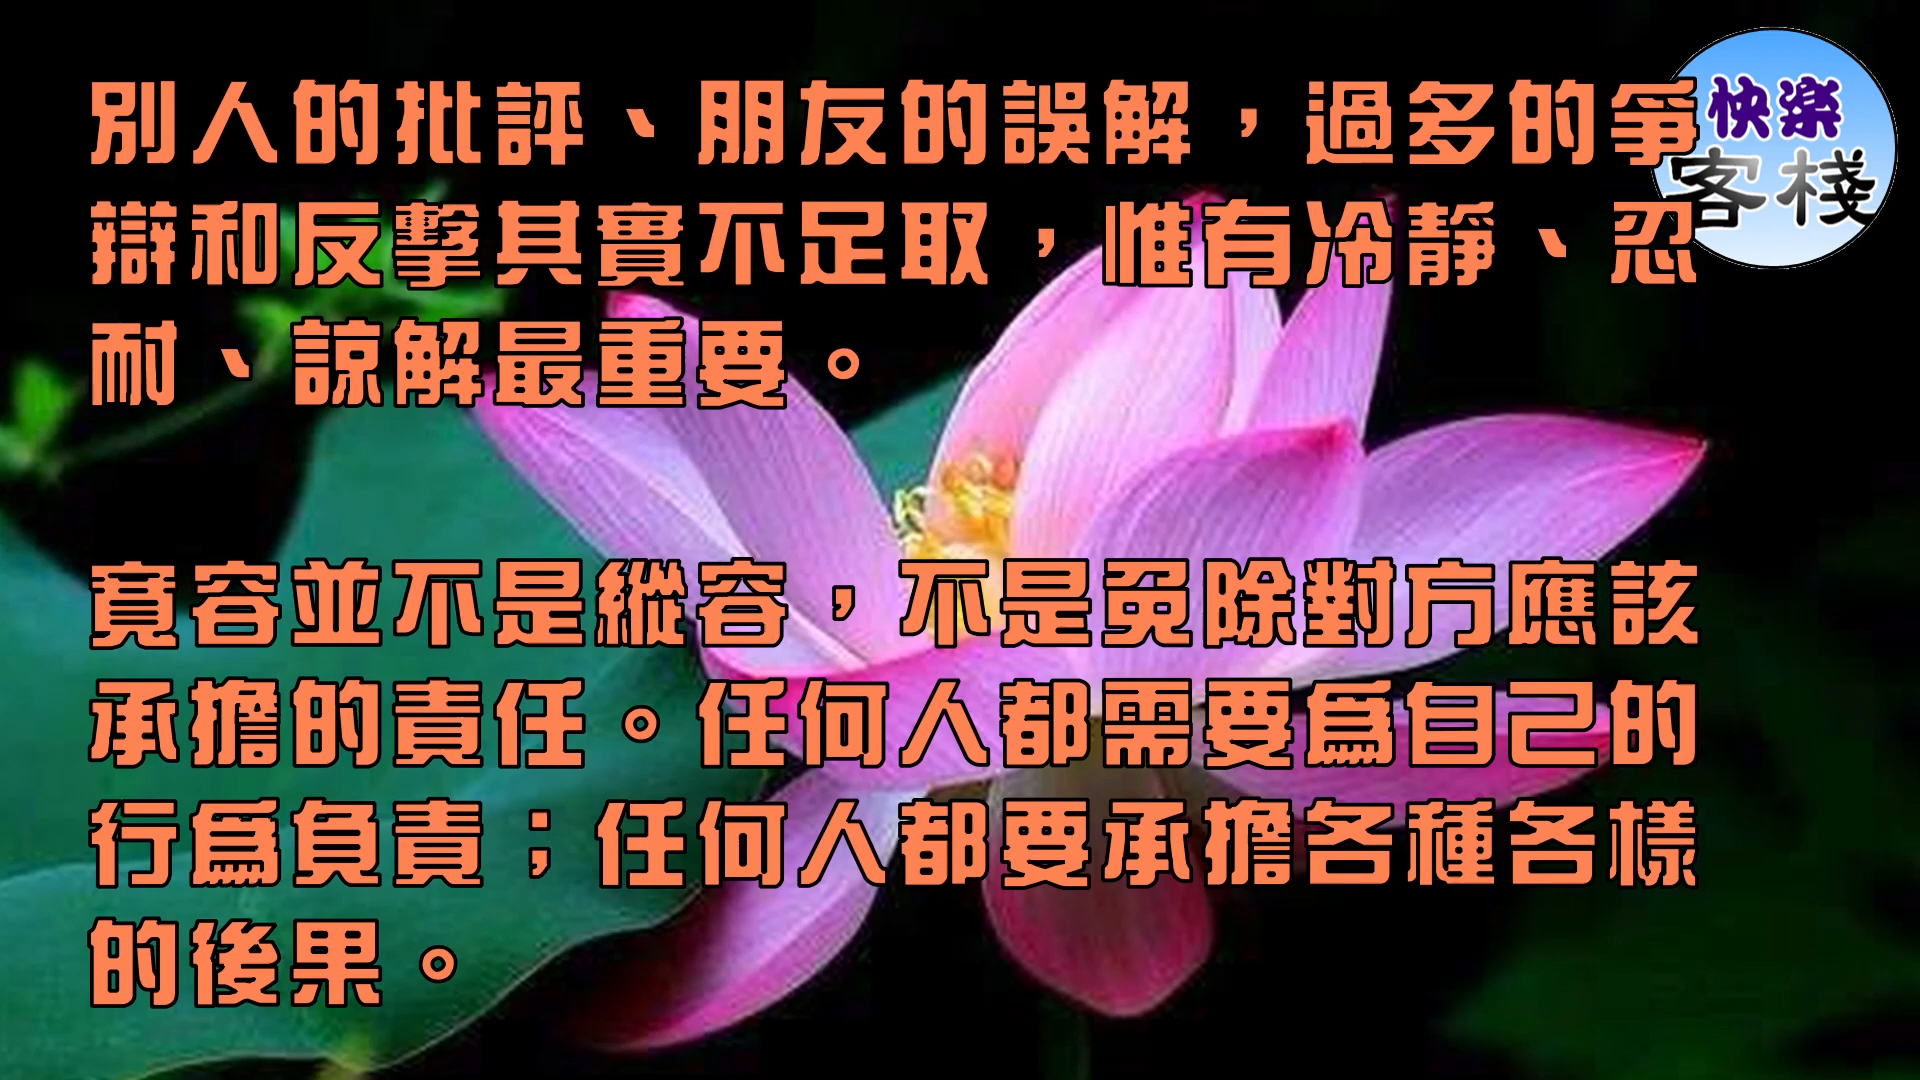 別人的批評、朋友的誤解，過多的爭
辯和反擊其實不足取，惟有冷靜、忍
耐、諒解最重要。
寬容並不是縱容，不是免除對方應該
承擔的責任。任何人都需要為自己的
行為負責；任何人都要承擔各種各樣
的後果。
快樂
客棧